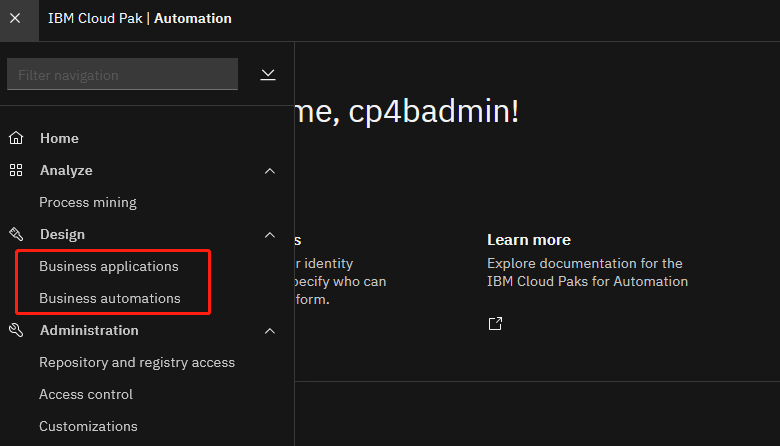 IBM Cloud Pak | Automation
Filter navigation
Home
Analyze
Process mining
Design
Business applications
Business automations
Administration
Repository and registry access
Access control
Customizations
me, cp4badmin!
s
r identity
pecify who can
form.
Learn more
Explore documentation for the
IBM Cloud Paks for Automation